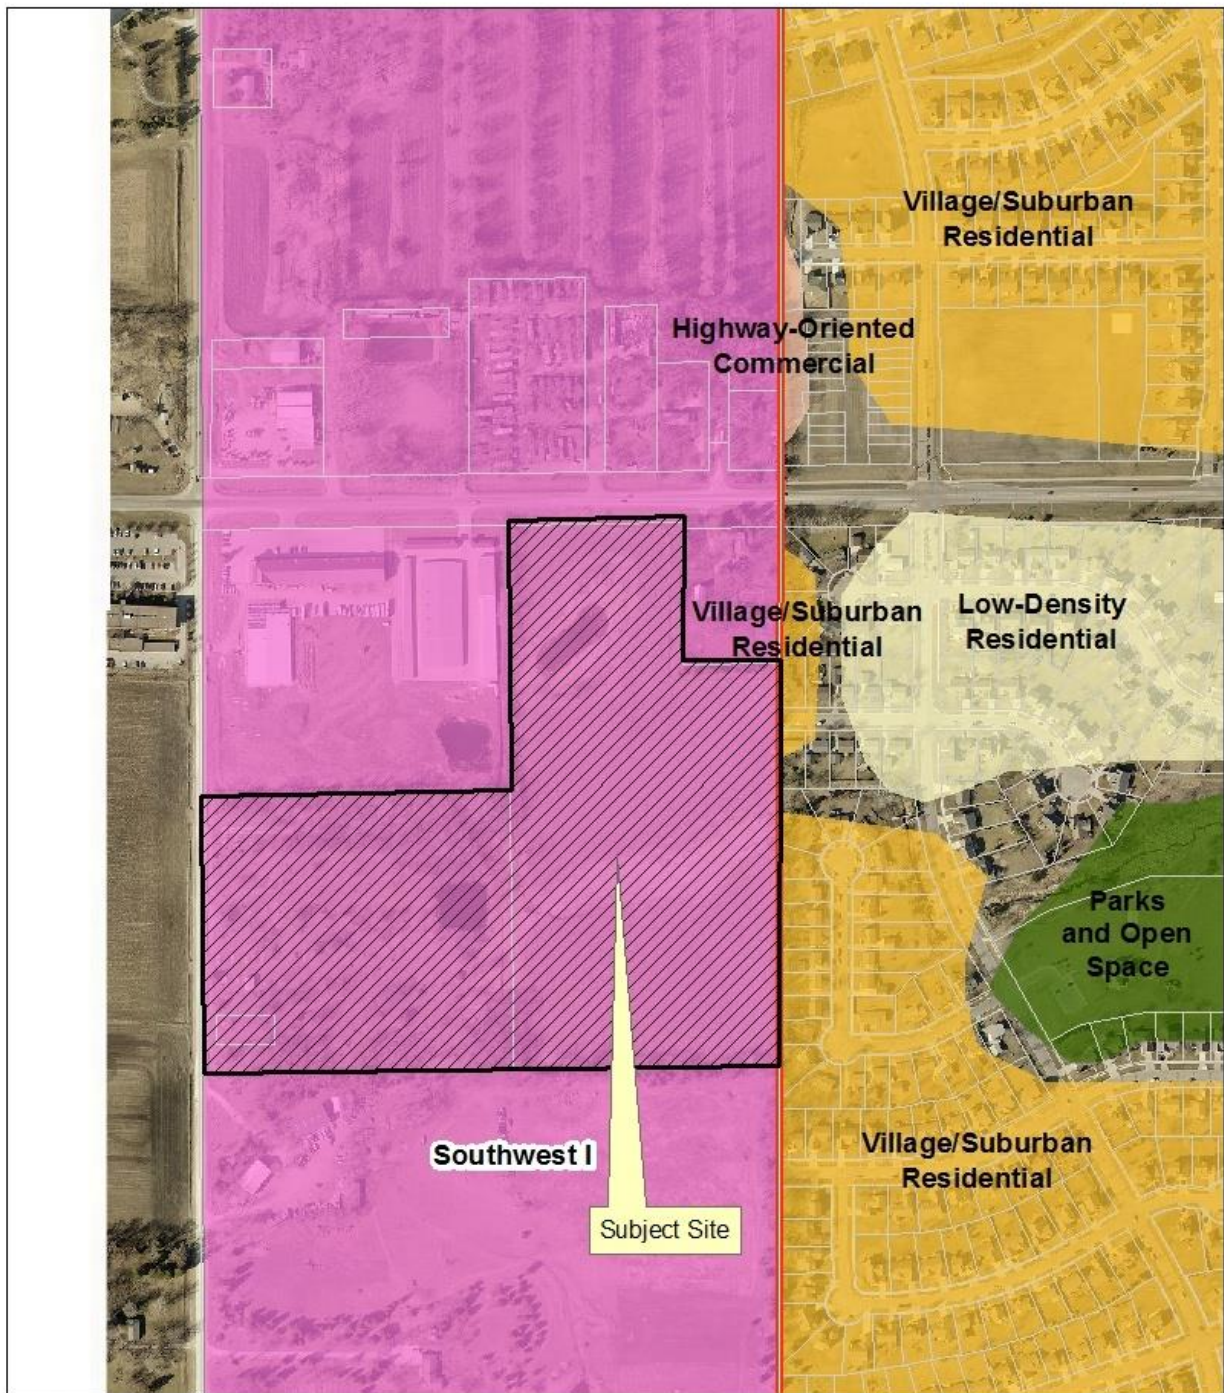 Village/Suburban
Residential
Highway-Oriented
Commercial
Village/Suburban
Residential
Low-Density
Residential
Parks
and Open
Space
Southwest I
Village/Suburban
Residential
Subject Site